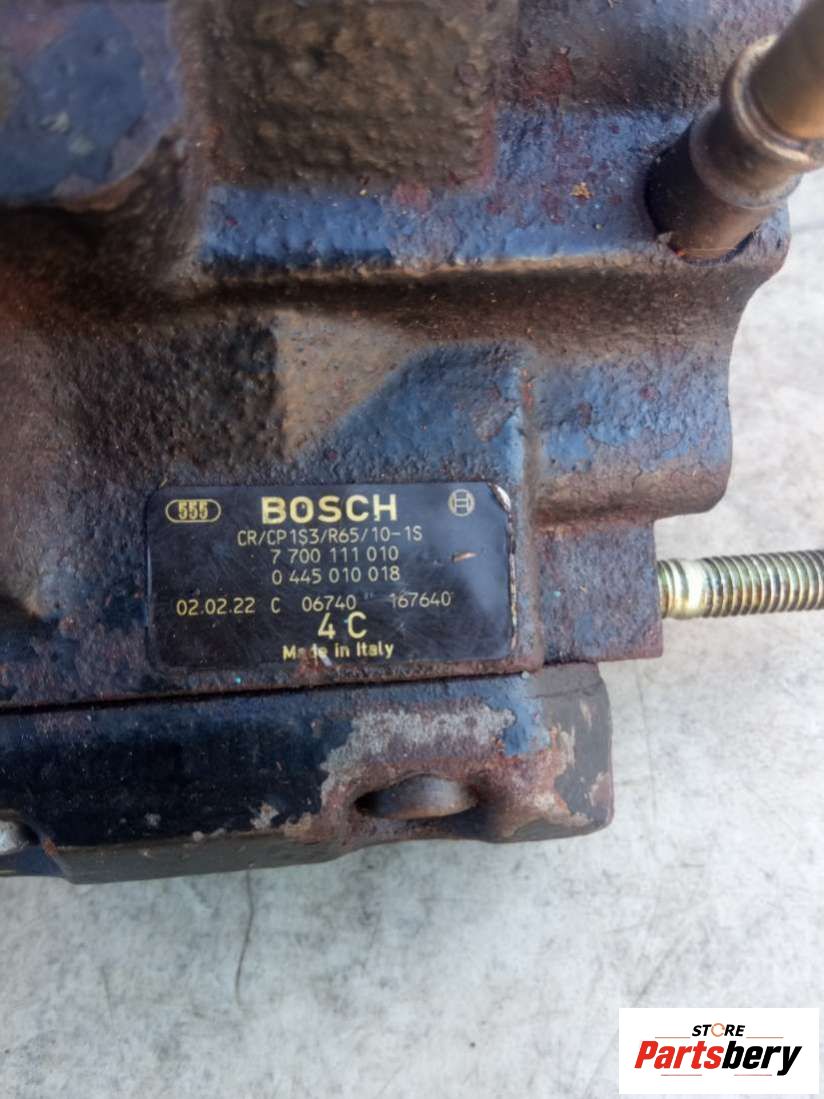 555 BOSCH
CR/CP1S3/R65/10-1S
7 700 111 010
0 445 010 018
02.02.22 C 06740 167640
4 C
Made in Italy
STORE
Partsbery